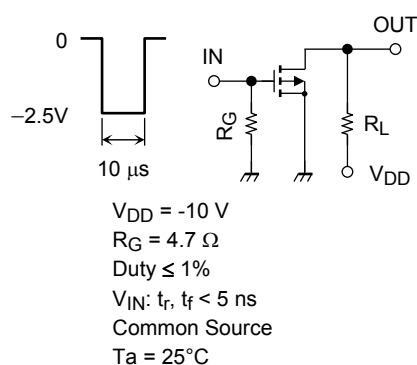 0
−2.5V
10 μs
IN
OUT
RG
RL
VDD
VDD = -10 V
RG = 4.7 Ω
Duty ≤ 1%
VIN: tr, tf < 5 ns
Common Source
Ta = 25°C